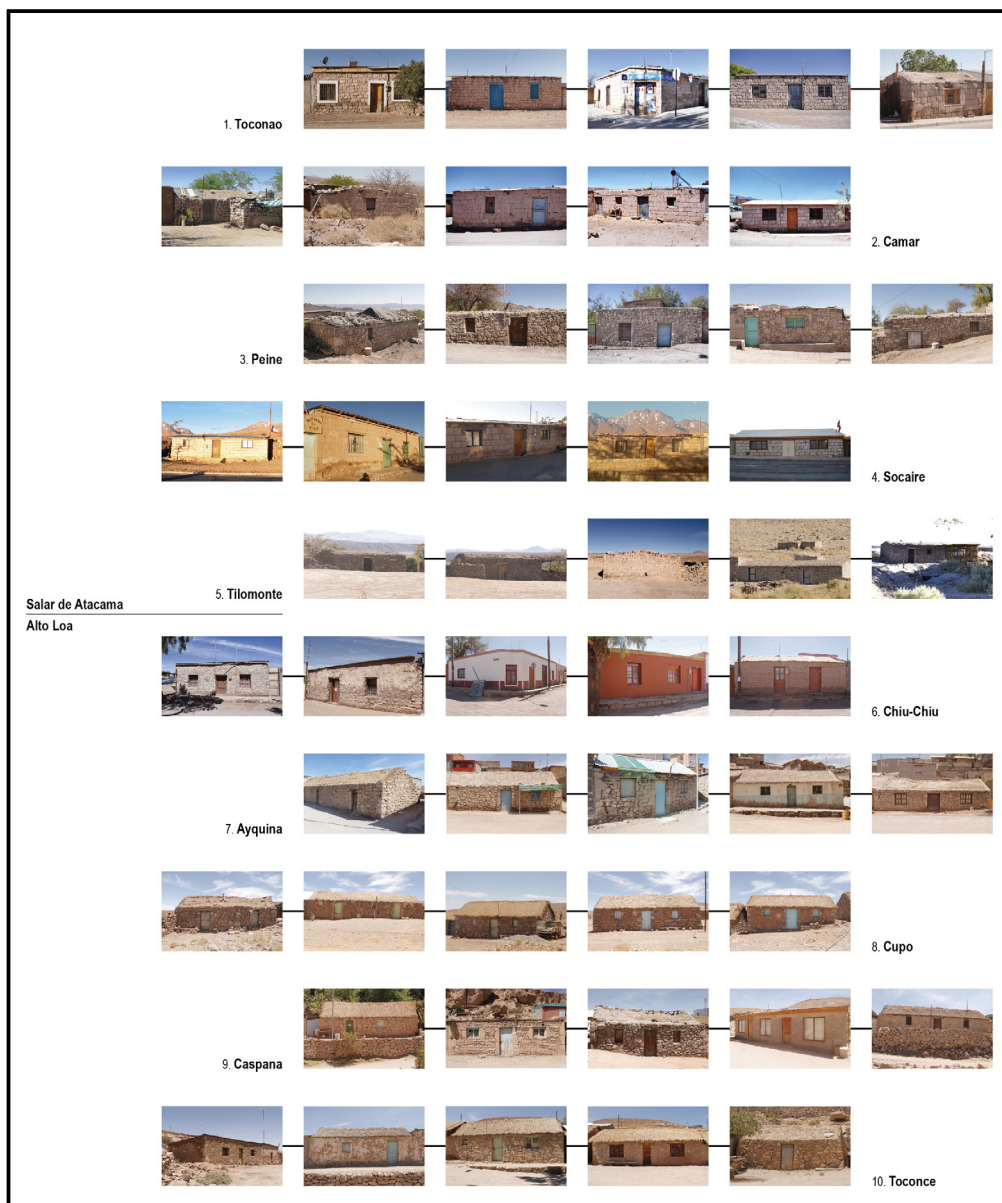 1. Toconao
2. Camar
3. Peine
4. Socaire
5. Tilomonte
Salar de Atacama
Alto Loa
6. Chiu-Chiu
7. Ayquina
8. Cupo
9. Caspana
10. Toconce